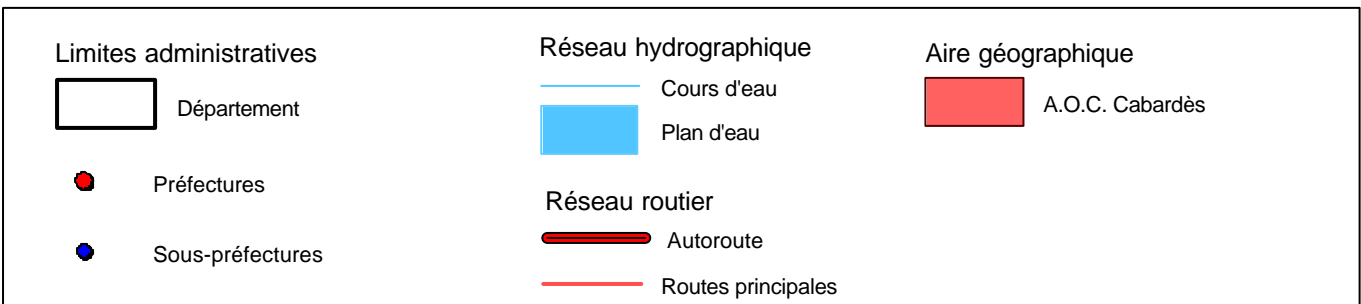 Limites administratives
Département
Préfectures
Sous-préfectures
Réseau hydrographique
Cours d'eau
Plan d'eau
Réseau routier
Autoroute
Routes principales
Aire géographique
A.O.C. Cabardès